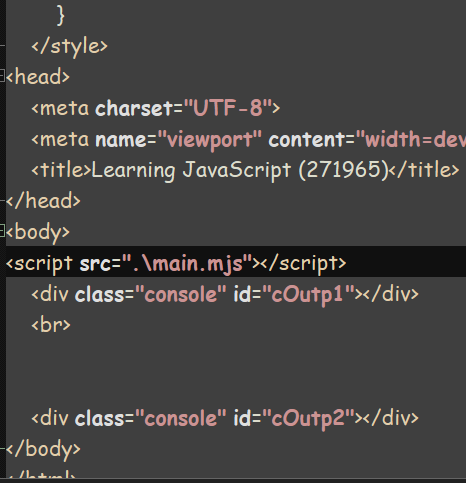 }
</style>
<head>
<meta charset="UTF-8">
<meta name="viewport" content="width=dev
<title>Learning JavaScript (271965)</title>
</head>
<body>
<script src=".\main.mjs"></script>
<div class="console" id="cOutp1"></div>
<br>
<div class="console" id="cOutp2"></div>
</body>
</html>